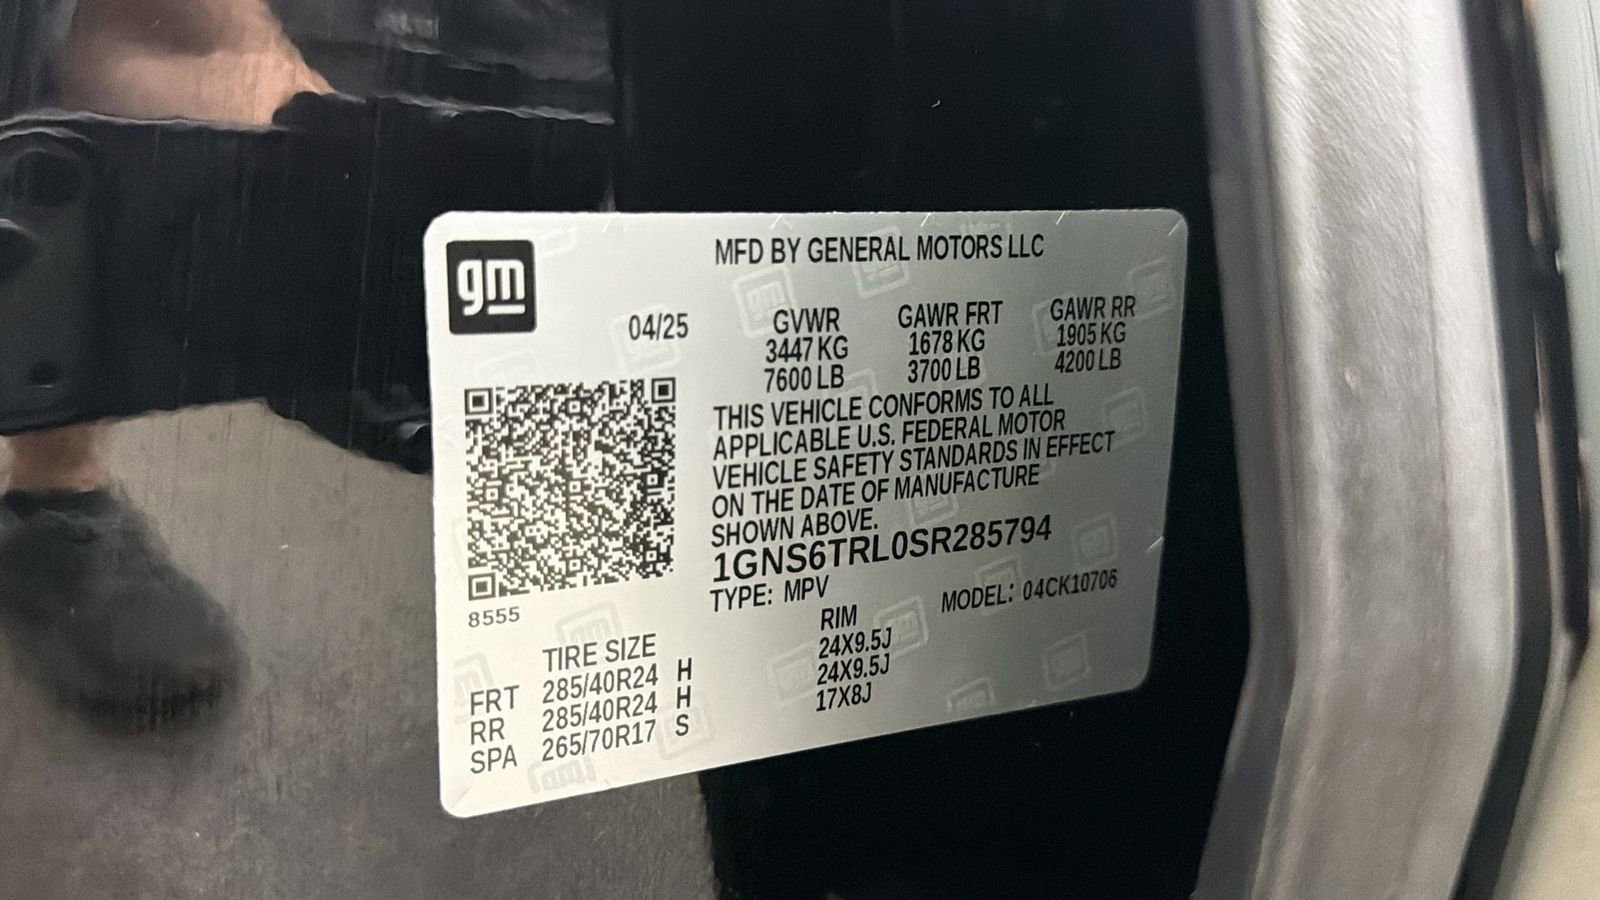 gm
MFD BY GENERAL MOTORS LLC
04/25
GVWR GAWR FRT GAWR RR
3447 KG 1678 KG 1905 KG
7600 LB 3700 LB 4200 LB
THIS VEHICLE CONFORMS TO ALL
APPLICABLE U.S. FEDERAL MOTOR
VEHICLE SAFETY STANDARDS IN EFFECT
ON THE DATE OF MANUFACTURE
SHOWN ABOVE.
1GNS6TRL0SR285794
TYPE: MPV MODEL: 04CK10706
8555
TIRE SIZE RIM
FRT 285/40R24 H 24X9.5J
RR 285/40R24 H 24X9.5J
SPA 265/70R17 S 17X8J